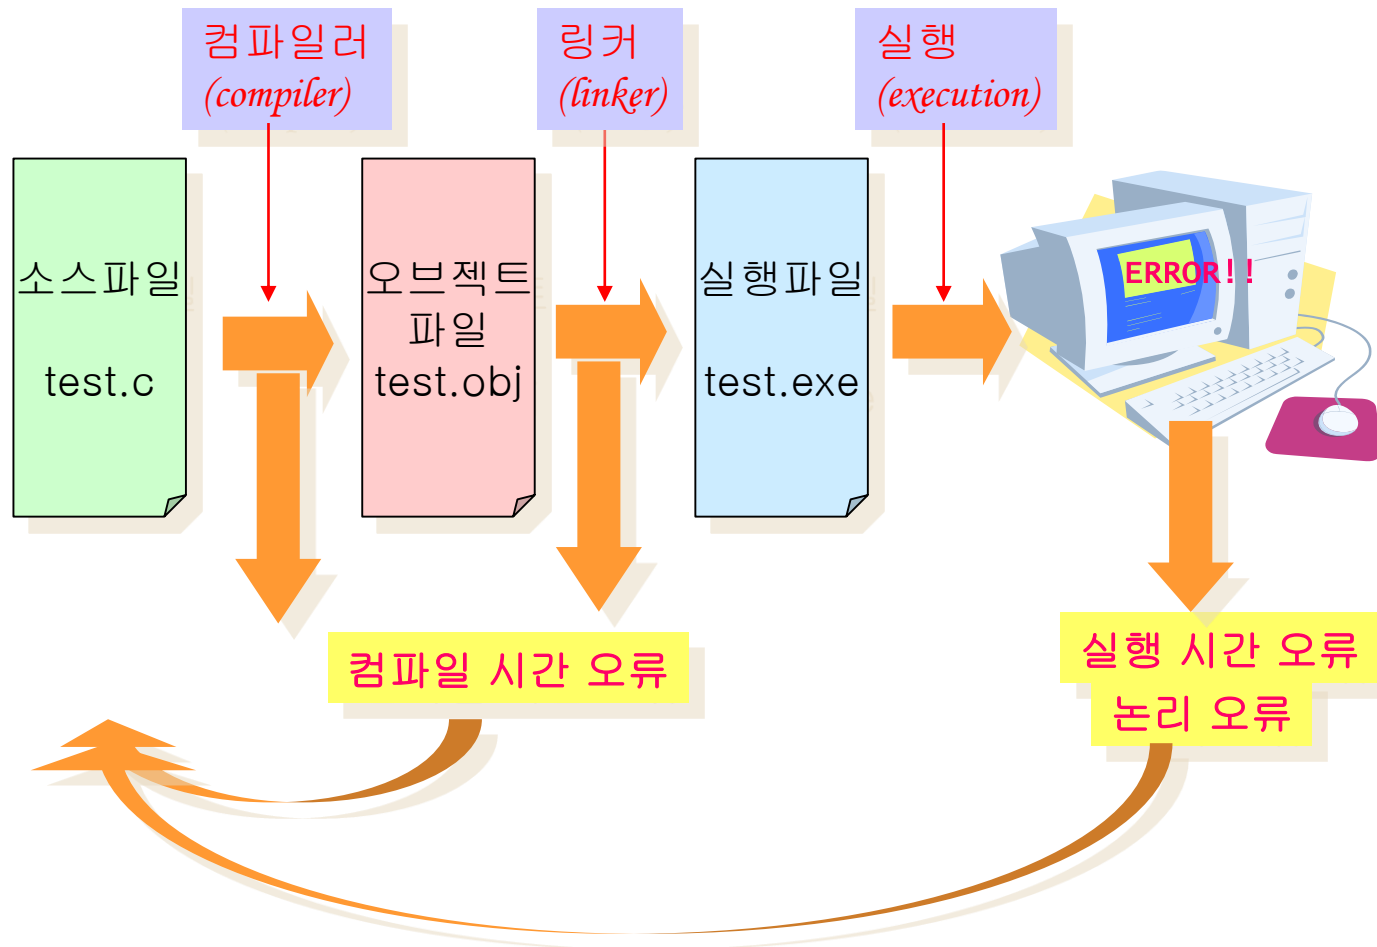 컴파일러
(compiler)
링커
(linker)
실행
(execution)
소스파일
test.c
오브젝트
파일
test.obj
실행파일
test.exe
ERROR!!
컴파일 시간 오류
실행 시간 오류
논리 오류